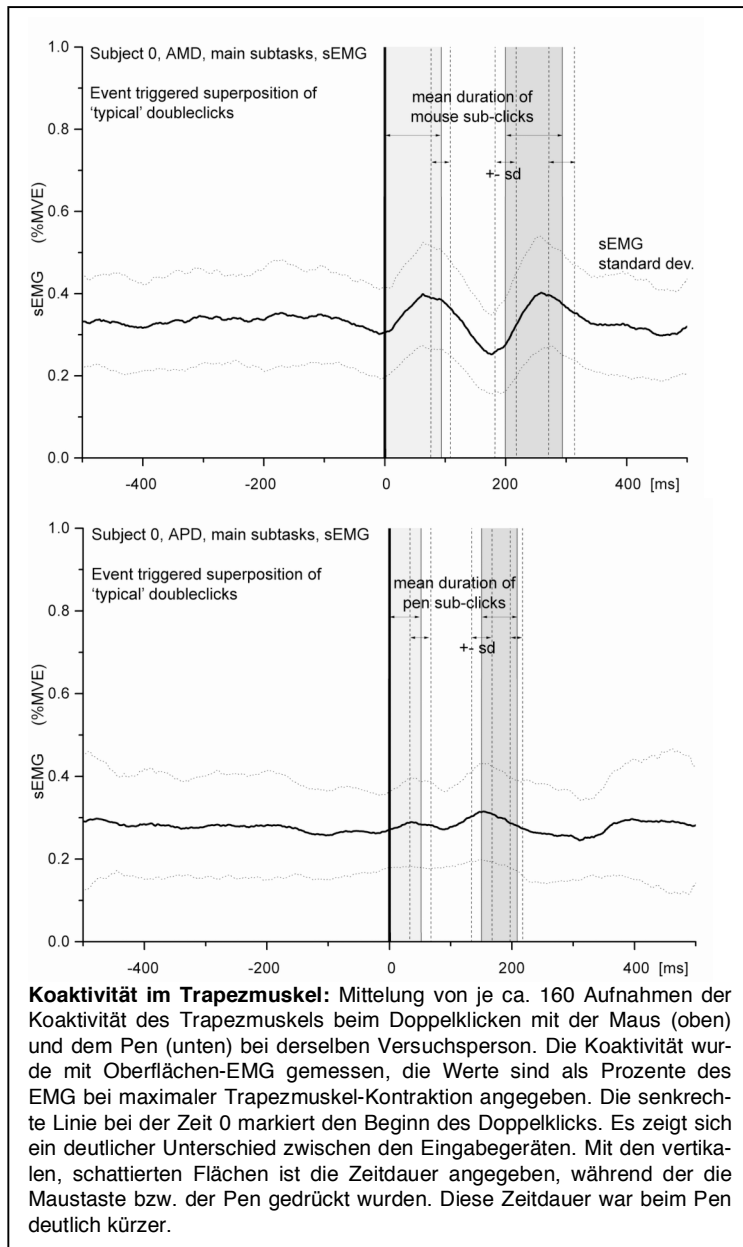 1.0
Subject 0, AMD, main subtasks, sEMG
Event triggered superposition of
‘typical’ doubleclicks
mean duration of
mouse sub-clicks
+- sd
sEMG
standard dev.
0.8
0.6
0.4
0.2
0.0
sEMG (%MVE)
-400 -200 0 200 400 [ms]
1.0
Subject 0, APD, main subtasks, sEMG
Event triggered superposition of
‘typical’ doubleclicks
mean duration of
pen sub-clicks
+- sd
0.8
0.6
0.4
0.2
0.0
sEMG (%MVE)
-400 -200 0 200 400 [ms]
Koaktivität im Trapezmuskel: Mittelung von je ca. 160 Aufnahmen der
Koaktivität des Trapezmuskels beim Doppelklicken mit der Maus (oben)
und dem Pen (unten) bei derselben Versuchsperson. Die Koaktivität wur-
de mit Oberflächen-EMG gemessen, die Werte sind als Prozente des
EMG bei maximaler Trapezmuskel-Kontraktion angegeben. Die senkrech-
te Linie bei der Zeit 0 markiert den Beginn des Doppelklicks. Es zeigt sich
ein deutlicher Unterschied zwischen den Eingabegeräten. Mit den vertika-
len, schattierten Flächen ist die Zeitdauer angegeben, während der die
Maustaste bzw. der Pen gedrückt wurden. Diese Zeitdauer war beim Pen
deutlich kürzer.